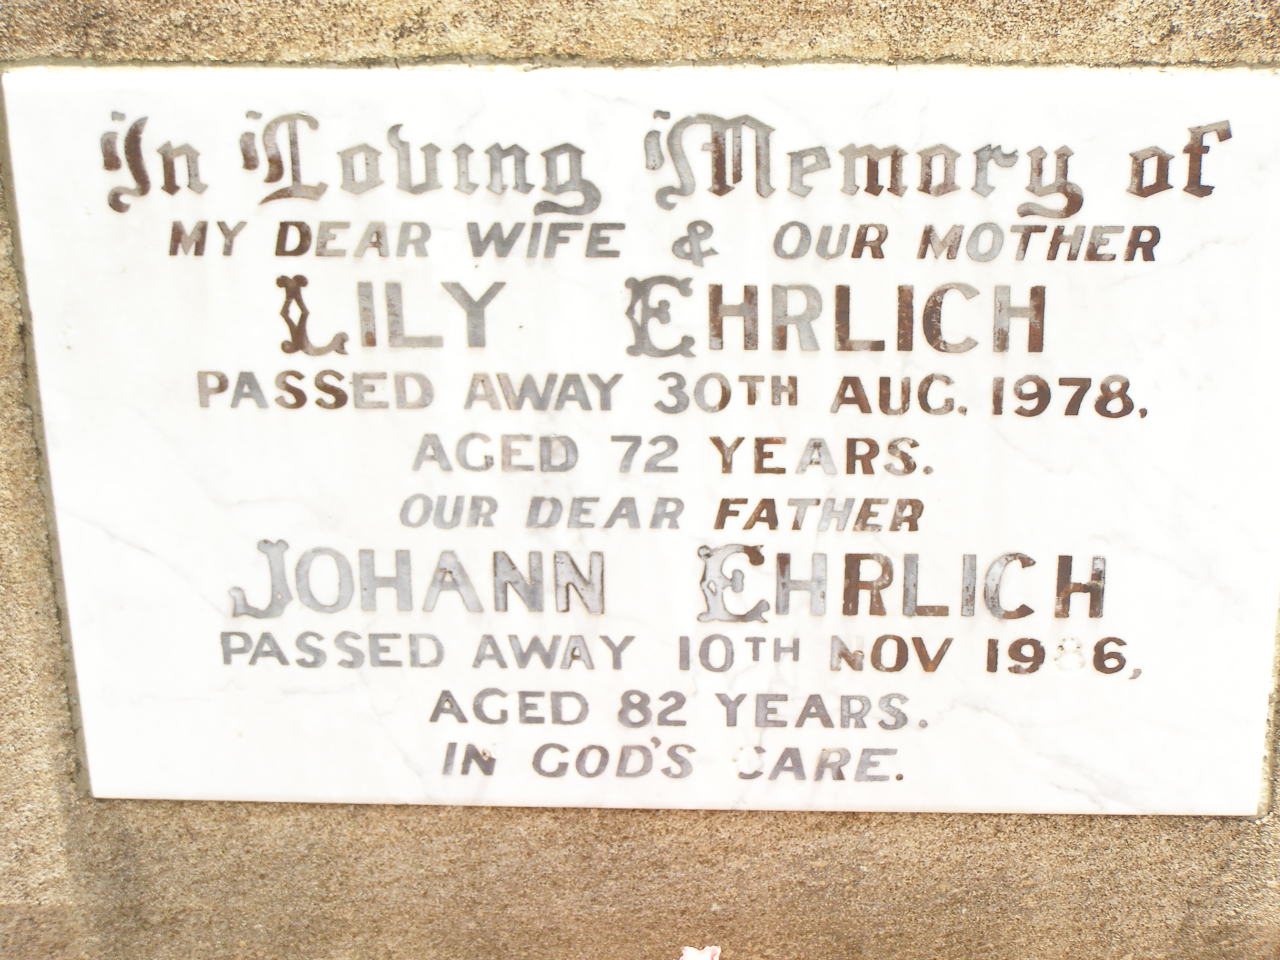 In Loving Memory of
MY DEAR WIFE & OUR MOTHER
LILY EHRLICH
PASSED AWAY 30TH AUG. 1978,
AGED 72 YEARS.
OUR DEAR FATHER
JOHANN EHRLICH
PASSED AWAY 10TH NOV 1986,
AGED 82 YEARS.
IN GOD'S CARE.